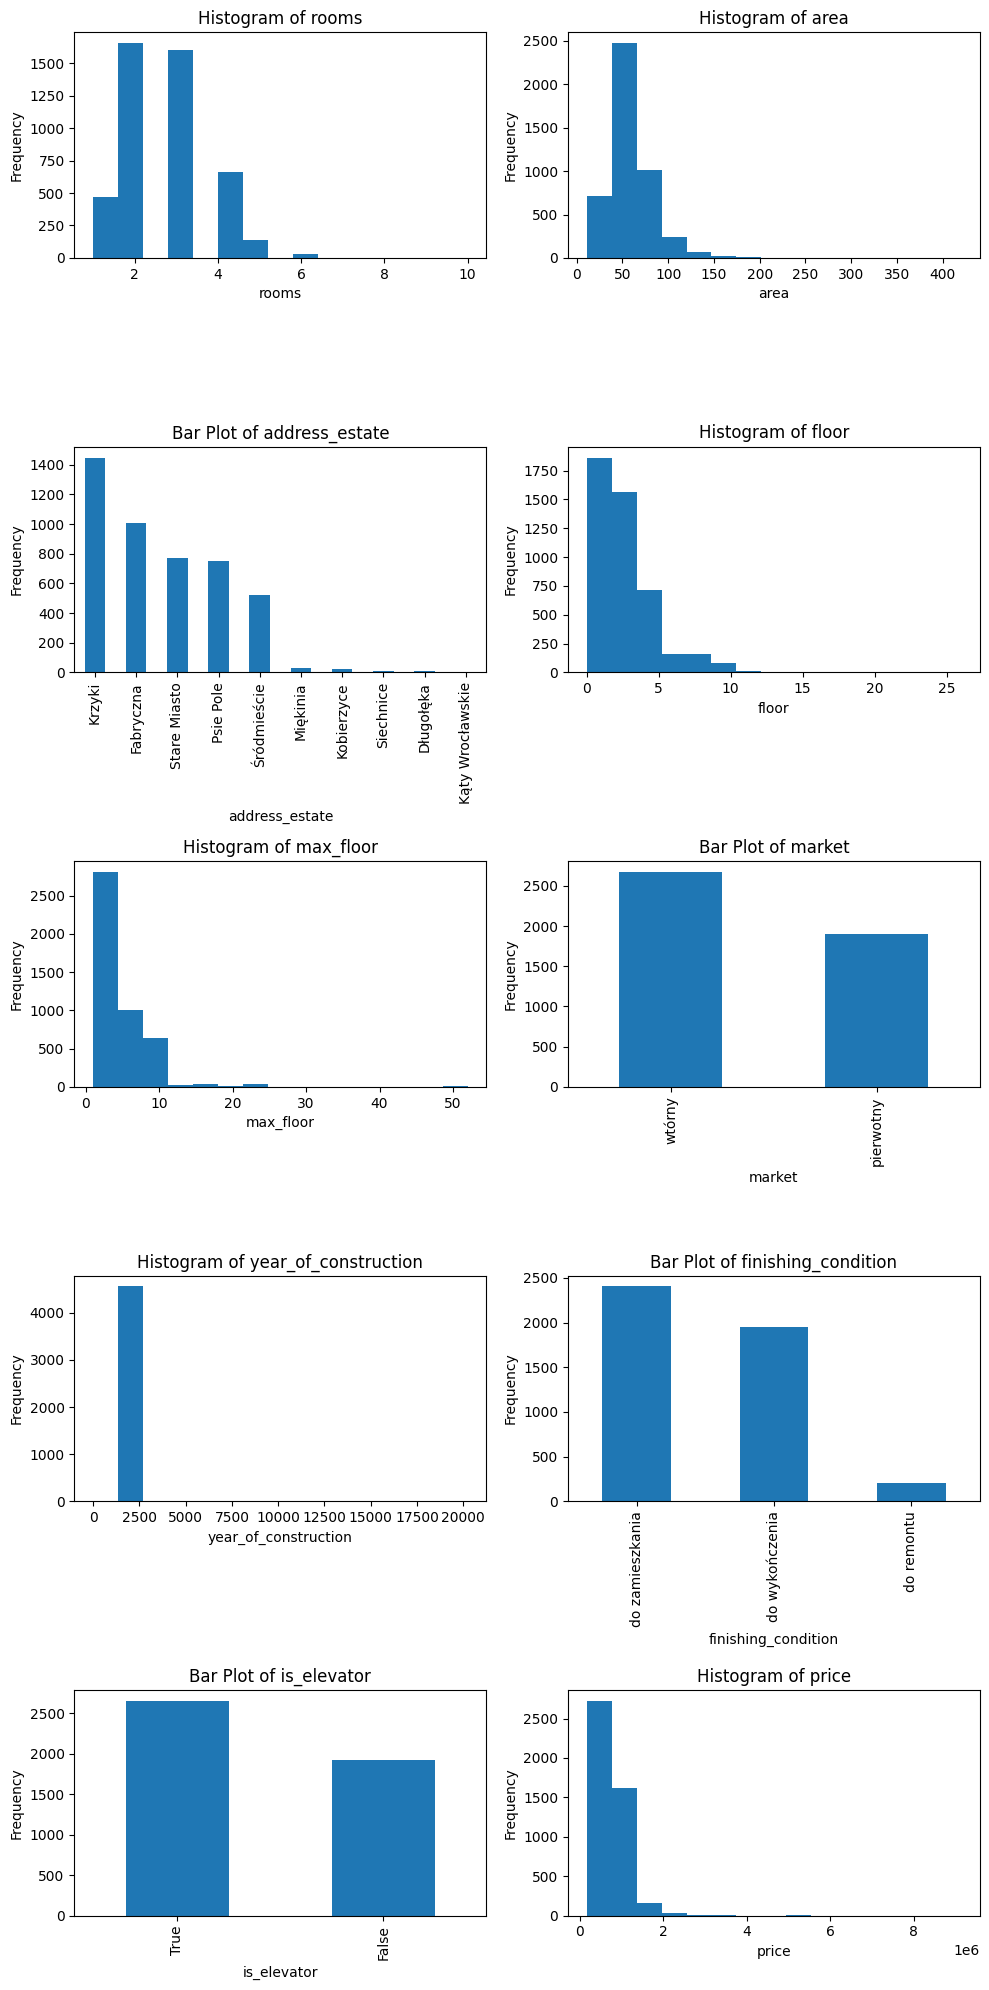 Histogram of rooms
Frequency
1500
1250
1000
750
500
250
0
2 4 6 8 10
rooms
Histogram of area
Frequency
2500
2000
1500
1000
500
0
0 50 100 150 200 250 300 350 400
area
Bar Plot of address_estate
Frequency
1400
1200
1000
800
600
400
200
0
Krzyki
Fabryczna
Stare Miasto
Psie Pole
Śródmieście
Miękinia
Kobierzyce
Siechnice
Długołęka
Kąty Wrocławskie
address_estate
Histogram of floor
Frequency
1750
1500
1250
1000
750
500
250
0
0 5 10 15 20 25
floor
Histogram of max_floor
Frequency
2500
2000
1500
1000
500
0
0 10 20 30 40 50
max_floor
Bar Plot of market
Frequency
2500
2000
1500
1000
500
0
wtórny
pierwotny
market
Histogram of year_of_construction
Frequency
4000
3000
2000
1000
0
0 2500 5000 7500 10000 12500 15000 17500 20000
year_of_construction
Bar Plot of finishing_condition
Frequency
2500
2000
1500
1000
500
0
do zamieszkania
do wykończenia
do remontu
finishing_condition
Bar Plot of is_elevator
Frequency
2500
2000
1500
1000
500
0
True
False
is_elevator
Histogram of price
Frequency
2500
2000
1500
1000
500
0
0 2 4 6 8
1e6
price